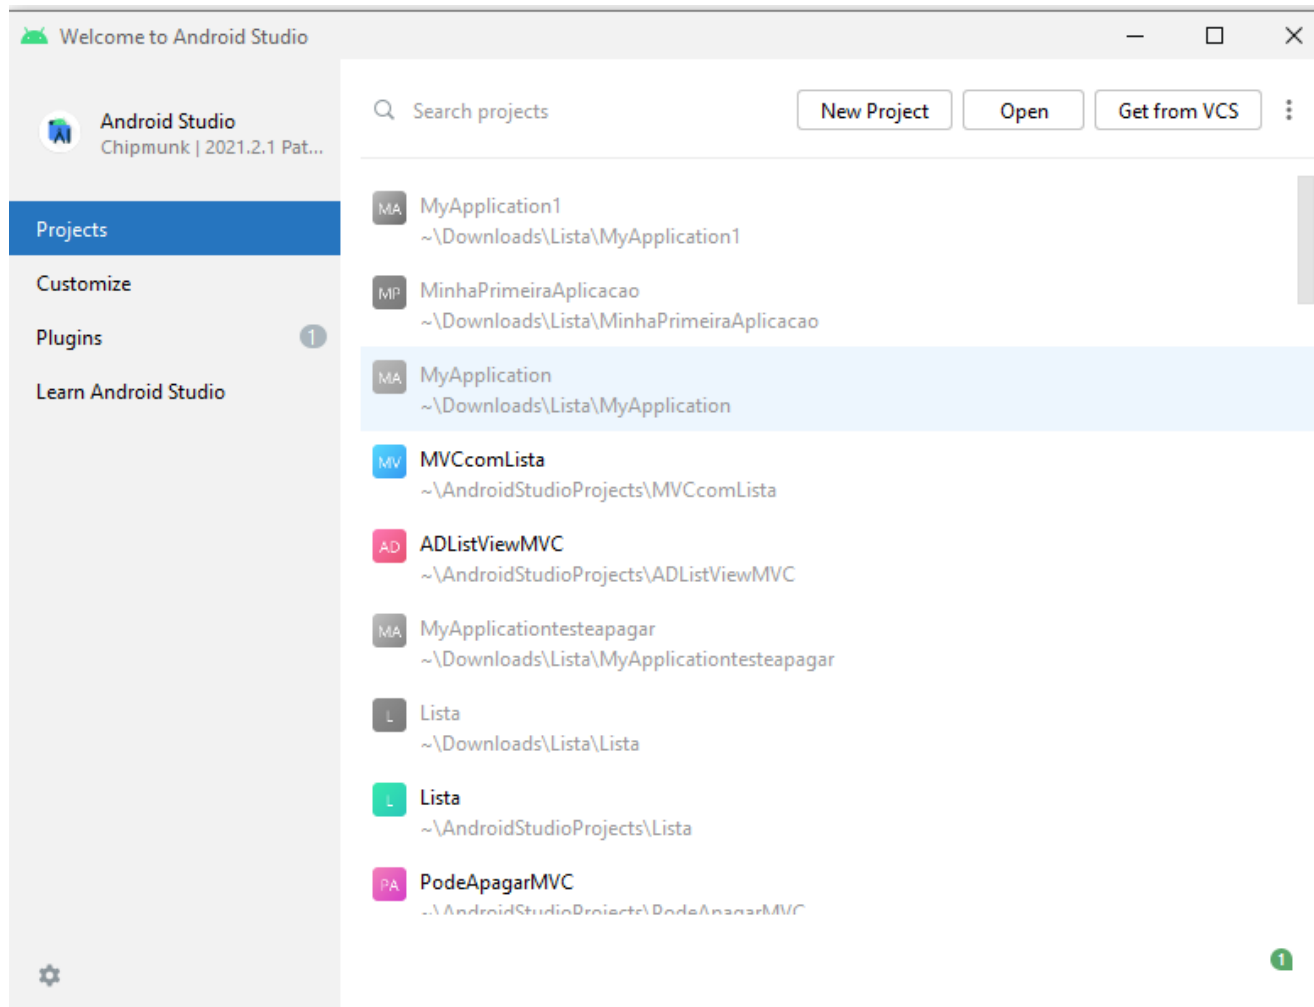 Welcome to Android Studio
Android Studio
Chipmunk | 2021.2.1 Pat...
Projects
Customize
Plugins 1
Learn Android Studio
Search projects New Project Open Get from VCS
MA MyApplication1
~\Downloads\Lista\MyApplication1
MP MinhaPrimeiraAplicacao
~\Downloads\Lista\MinhaPrimeiraAplicacao
MA MyApplication
~\Downloads\Lista\MyApplication
MV MVCcomLista
~\AndroidStudioProjects\MVCcomLista
AD ADListViewMVC
~\AndroidStudioProjects\ADListViewMVC
MA MyApplicationtesteapagar
~\Downloads\Lista\MyApplicationtesteapagar
L Lista
~\Downloads\Lista\Lista
L Lista
~\AndroidStudioProjects\Lista
PA PodeApagarMVC
~\AndroidStudioProjects\PodeApagarMVC
1